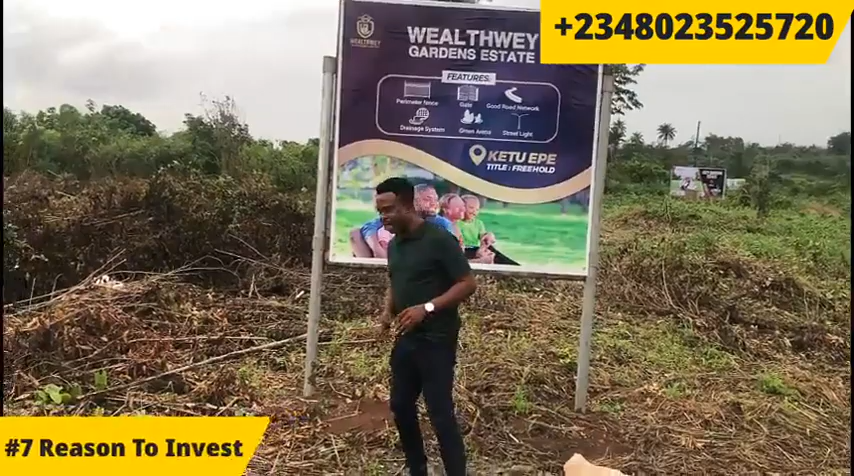 +2348023525720
WEALTHWEY
GARDENS ESTATE
WEALTHWEY
FEATURES:
Perimeter Fence
Gate
Good Road Network
Drainage System
Green Area
Street Light
KETU EPE
TITLE : FREEHOLD
#7 Reason To Invest